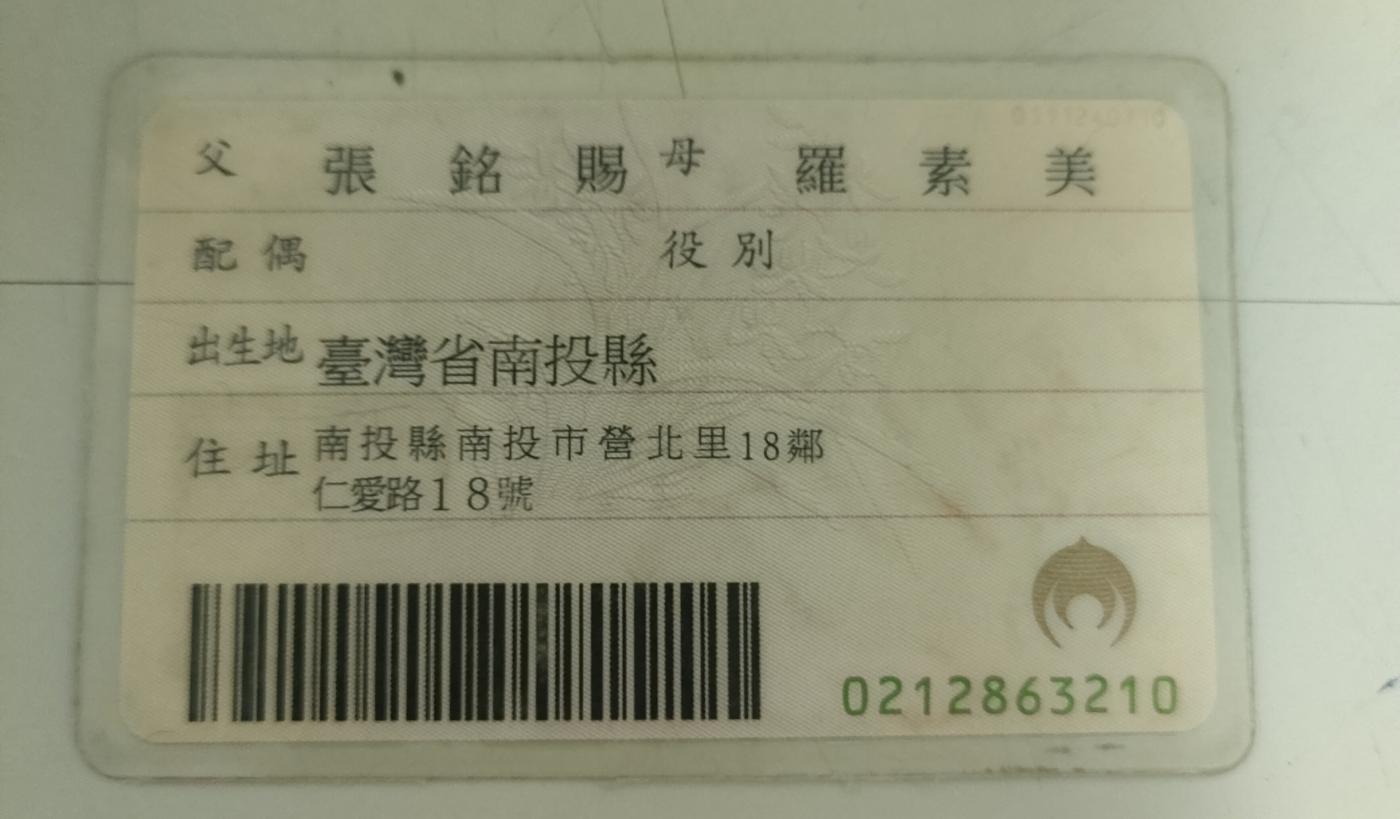 父 張銘賜 母 羅素美
配偶 役別
出生地 臺灣省南投縣
住址 南投縣南投市營北里18鄰
仁愛路18號
0212863210